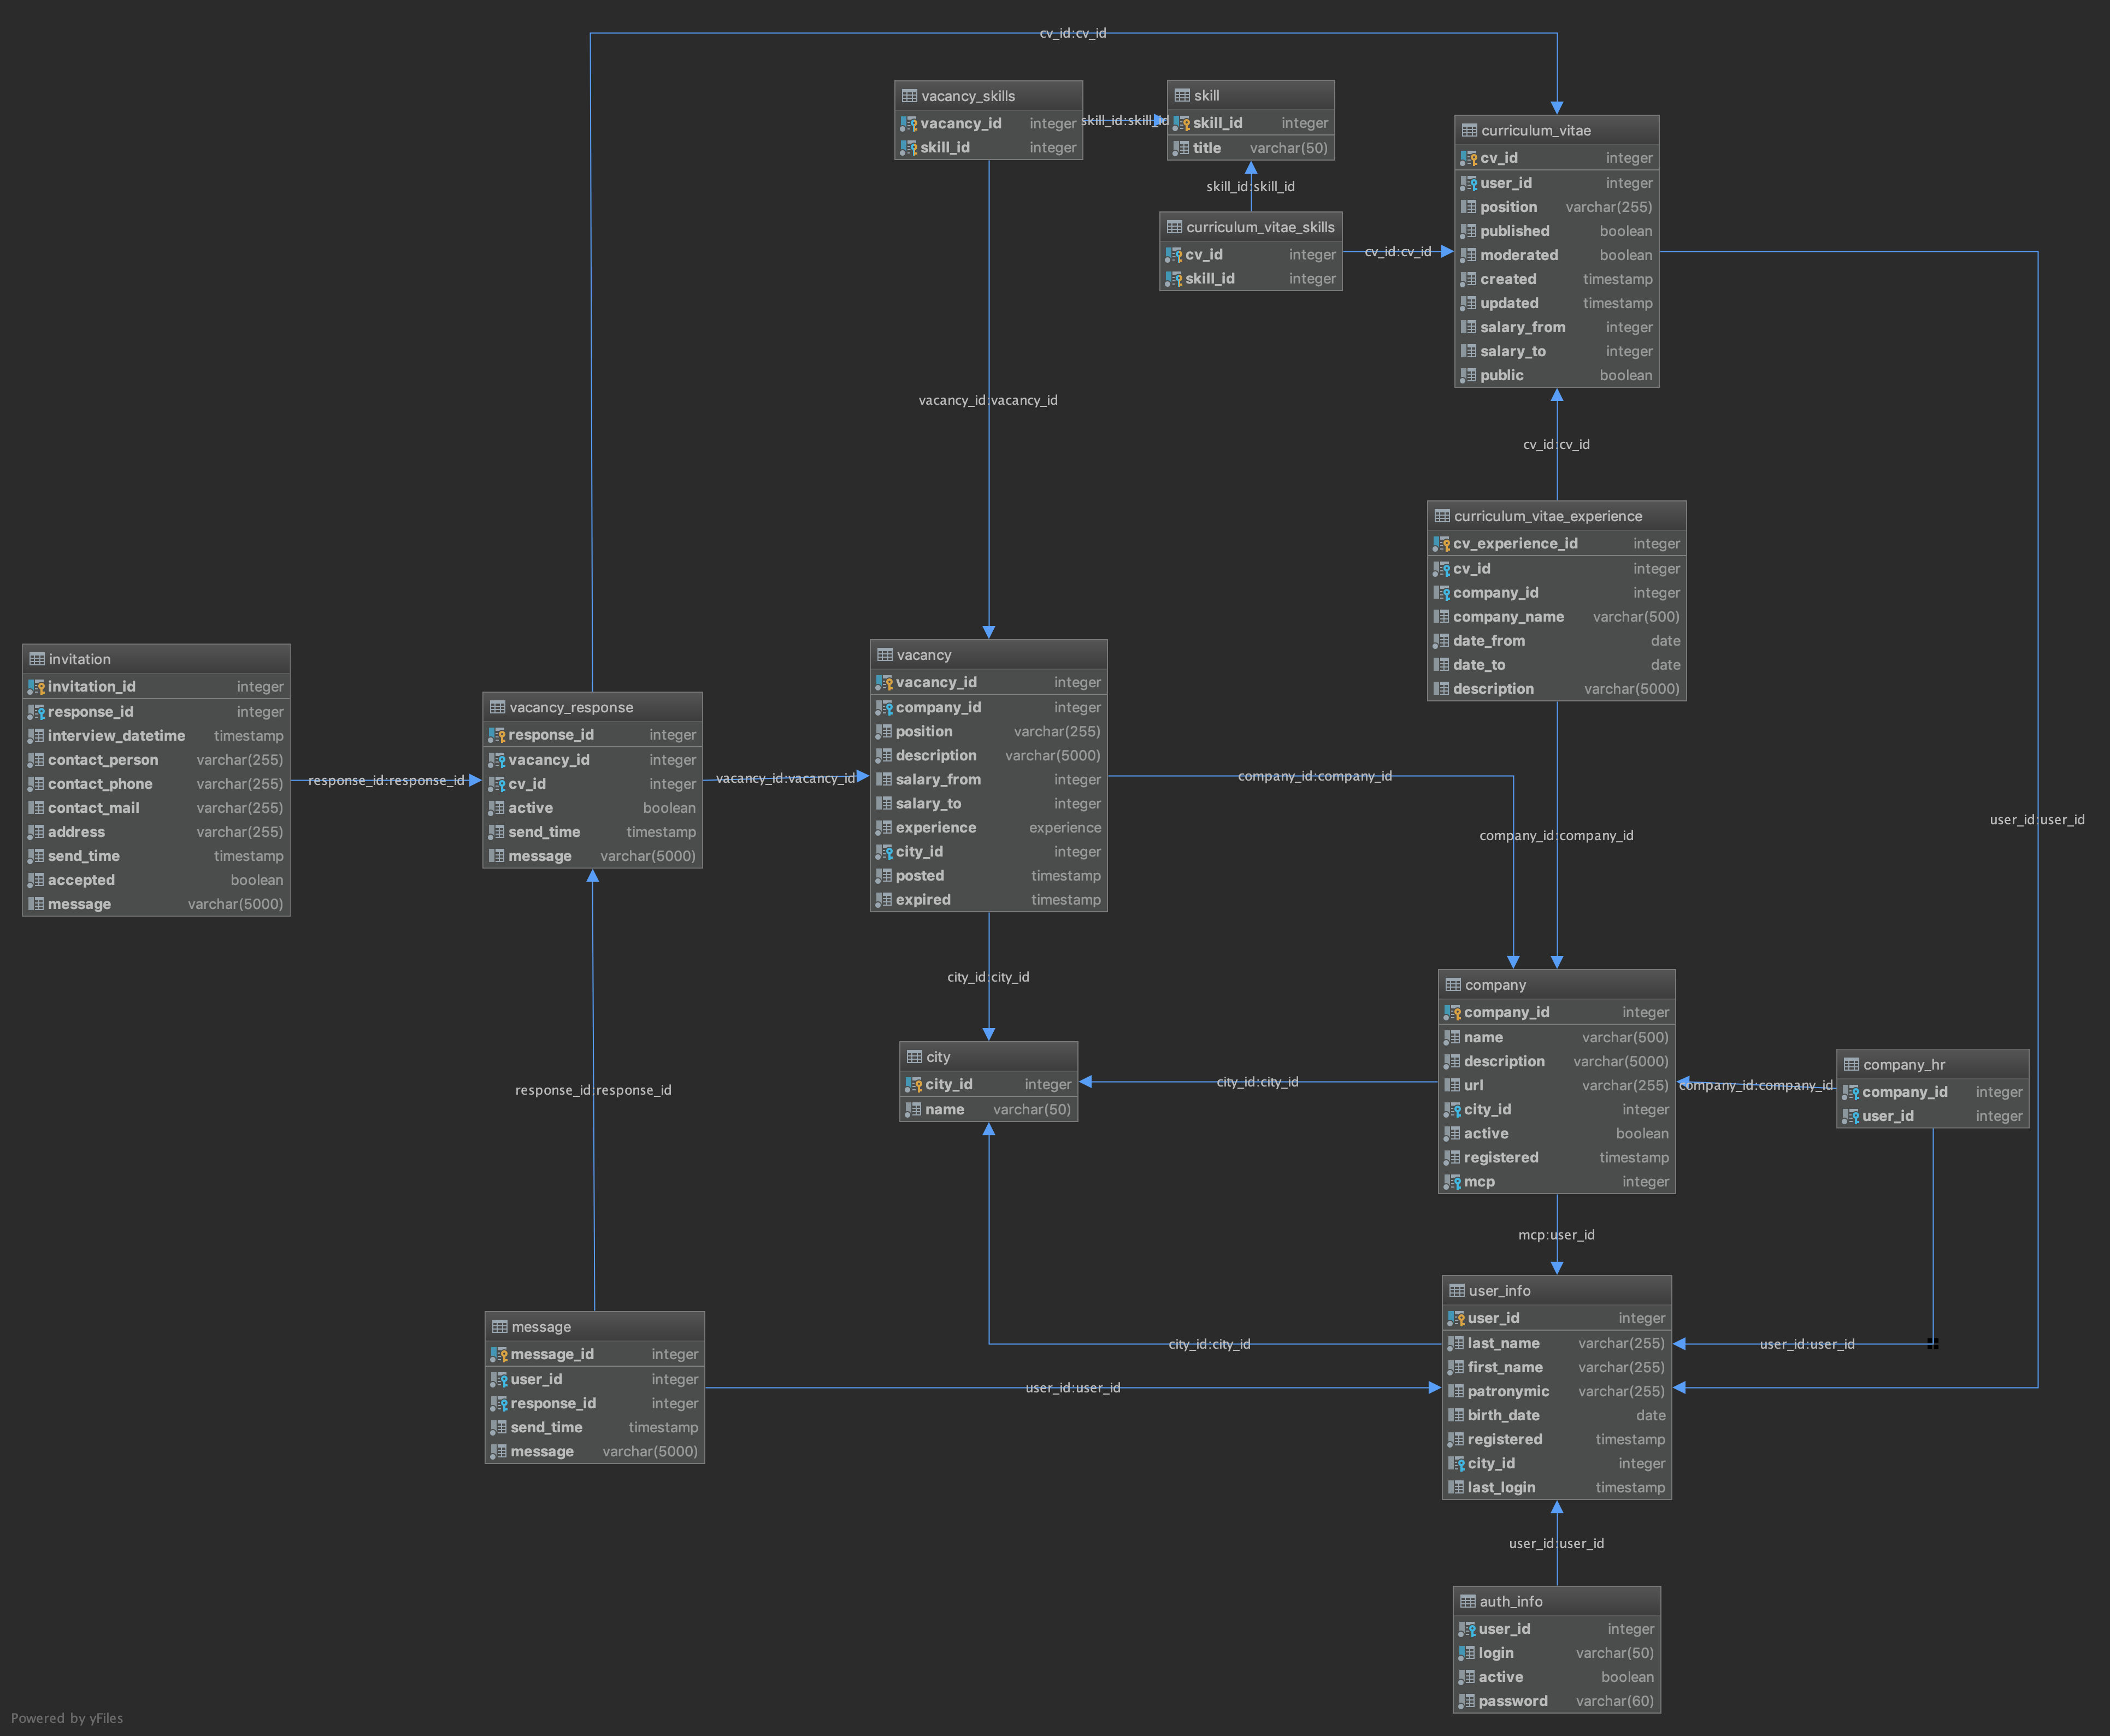 cv_id:cv_id
vacancy_skills
vacancy_id integer
skill_id integer
skill_id:skill_id
skill
skill_id integer
title varchar(50)
skill_id:skill_id
curriculum_vitae_skills
cv_id integer
skill_id integer
cv_id:cv_id
curriculum_vitae
cv_id integer
user_id integer
position varchar(255)
published boolean
moderated boolean
created timestamp
updated timestamp
salary_from integer
salary_to integer
public boolean
vacancy_id:vacancy_id
cv_id:cv_id
curriculum_vitae_experience
cv_experience_id integer
cv_id integer
company_id integer
company_name varchar(500)
date_from date
date_to date
description varchar(5000)
invitation
invitation_id integer
response_id integer
interview_datetime timestamp
contact_person varchar(255)
contact_phone varchar(255)
contact_mail varchar(255)
address varchar(255)
send_time timestamp
accepted boolean
message varchar(5000)
response_id:response_id
vacancy_response
response_id integer
vacancy_id integer
cv_id integer
active boolean
send_time timestamp
message varchar(5000)
vacancy_id:vacancy_id
vacancy
vacancy_id integer
company_id integer
position varchar(255)
description varchar(5000)
salary_from integer
salary_to integer
experience experience
city_id integer
posted timestamp
expired timestamp
company_id:company_id
company_id:company_id
user_id:user_id
city_id:city_id
city
city_id integer
name varchar(50)
city_id:city_id
company
company_id integer
name varchar(500)
description varchar(5000)
url varchar(255)
city_id integer
active boolean
registered timestamp
mcp integer
company_id:company_id
company_hr
company_id integer
user_id integer
response_id:response_id
mcp:user_id
message
message_id integer
user_id integer
response_id integer
send_time timestamp
message varchar(5000)
city_id:city_id
user_id:user_id
user_info
user_id integer
last_name varchar(255)
first_name varchar(255)
patronymic varchar(255)
birth_date date
registered timestamp
city_id integer
last_login timestamp
user_id:user_id
user_id:user_id
auth_info
user_id integer
login varchar(50)
active boolean
password varchar(60)
Powered by yFiles